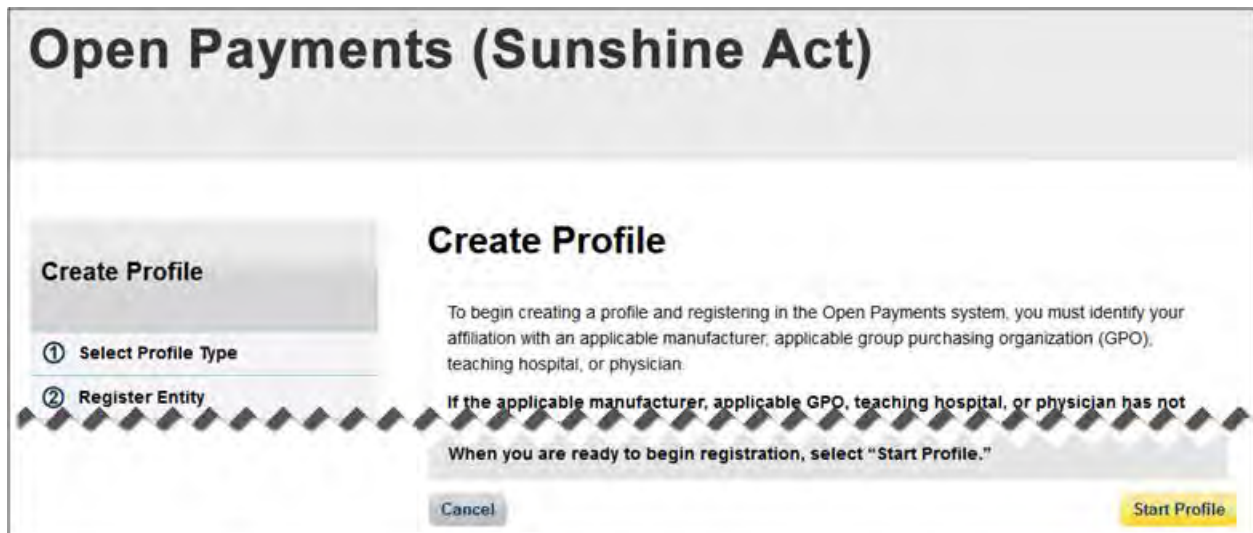 Open Payments (Sunshine Act)
Create Profile
① Select Profile Type
② Register Entity
Create Profile
To begin creating a profile and registering in the Open Payments system, you must identify your
affiliation with an applicable manufacturer, applicable group purchasing organization (GPO),
teaching hospital, or physician.
If the applicable manufacturer, applicable GPO, teaching hospital, or physician has not
When you are ready to begin registration, select “Start Profile.”
Cancel
Start Profile